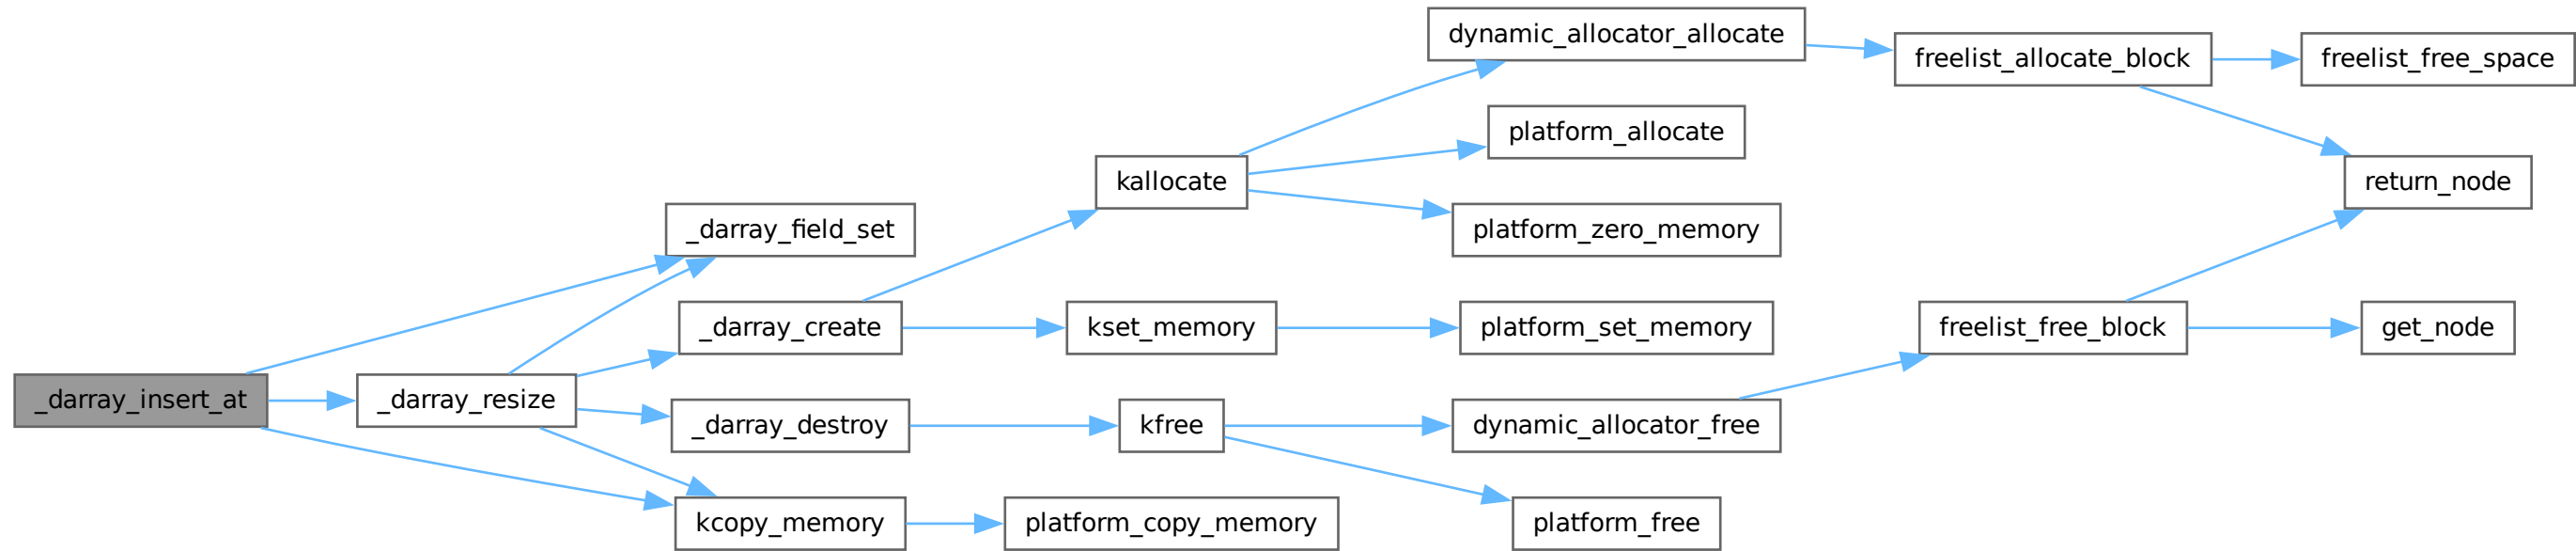 _darray_insert_at
_darray_resize
_darray_field_set
_darray_create
_darray_destroy
kcopy_memory
kallocate
kset_memory
kfree
platform_copy_memory
dynamic_allocator_allocate
platform_allocate
platform_zero_memory
platform_set_memory
dynamic_allocator_free
platform_free
freelist_allocate_block
freelist_free_block
freelist_free_space
return_node
get_node